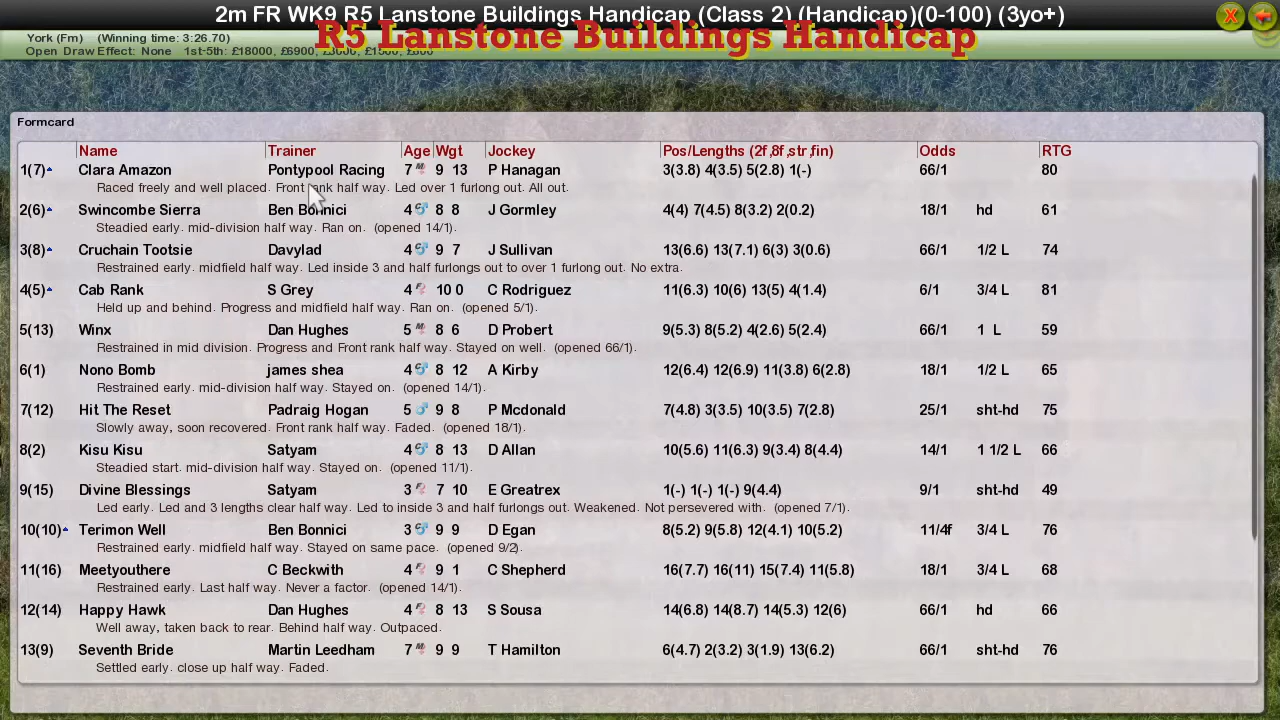 2m FR WK9 R5 Lanstone Buildings Handicap (Class 2) (Handicap)(0-100) (3yo+)
R5 Lanstone Buildings Handicap
York (Fm) (Winning time: 3:26.70)
Open Draw Effect: None 1st-5th: £18000, £6900, £3000, £1500, £600
Formcard
Name Trainer Age Wgt Jockey Pos/Lengths (2f,8f,str,fin) Odds RTG
1(7) Clara Amazon Pontypool Racing 7 9 13 P Hanagan 3(3.8) 4(3.5) 5(2.8) 1(-) 66/1 80
Raced freely and well placed. Front rank half way. Led over 1 furlong out. All out.
2(6) Swincombe Sierra Ben Bonnici 4 8 8 J Gormley 4(4) 7(4.5) 8(3.2) 2(0.2) 18/1 hd 61
Steadied early. mid-division half way. Ran on. (opened 14/1).
3(8) Cruchain Tootsie Davylad 4 9 7 J Sullivan 13(6.6) 13(7.1) 6(3) 3(0.6) 66/1 1/2 L 74
Restrained early. midfield half way. Led inside 3 and half furlongs out to over 1 furlong out. No extra.
4(5) Cab Rank S Grey 4 10 0 C Rodriguez 11(6.3) 10(6) 13(5) 4(1.4) 6/1 3/4 L 81
Held up and behind. Progress and midfield half way. Ran on. (opened 5/1).
5(13) Winx Dan Hughes 5 8 6 D Probert 9(5.3) 8(5.2) 4(2.6) 5(2.4) 66/1 1 L 59
Restrained in mid division. Progress and Front rank half way. Stayed on well. (opened 66/1).
6(1) Nono Bomb james shea 4 8 12 A Kirby 12(6.4) 12(6.9) 11(3.8) 6(2.8) 18/1 1/2 L 65
Restrained early. mid-division half way. Stayed on. (opened 14/1).
7(12) Hit The Reset Padraig Hogan 5 9 8 P Mcdonald 7(4.8) 3(3.5) 10(3.5) 7(2.8) 25/1 sht-hd 75
Slowly away, soon recovered. Front rank half way. Faded. (opened 18/1).
8(2) Kisu Kisu Satyam 4 8 13 D Allan 10(5.6) 11(6.3) 9(3.4) 8(4.4) 14/1 1 1/2 L 66
Steadied start. mid-division half way. Stayed on. (opened 11/1).
9(15) Divine Blessings Satyam 3 7 10 E Greatrex 1(-) 1(-) 1(-) 9(4.4) 9/1 sht-hd 49
Led early. Led and 3 lengths clear half way. Led to inside 3 and half furlongs out. Weakened. Not persevered with. (opened 7/1).
10(10) Terimon Well Ben Bonnici 3 9 9 D Egan 8(5.2) 9(5.8) 12(4.1) 10(5.2) 11/4f 3/4 L 76
Restrained early. midfield half way. Stayed on same pace. (opened 9/2).
11(16) Meetyouthere C Beckwith 4 9 1 C Shepherd 16(7.7) 16(11) 15(7.4) 11(5.8) 18/1 3/4 L 68
Restrained early. Last half way. Never a factor. (opened 14/1).
12(14) Happy Hawk Dan Hughes 4 8 13 S Sousa 14(6.8) 14(8.7) 14(5.3) 12(6) 66/1 hd 66
Well away, taken back to rear. Behind half way. Outpaced.
13(9) Seventh Bride Martin Leedham 7 9 9 T Hamilton 6(4.7) 2(3.2) 3(1.9) 13(6.2) 66/1 sht-hd 76
Settled early. close up half way. Faded.